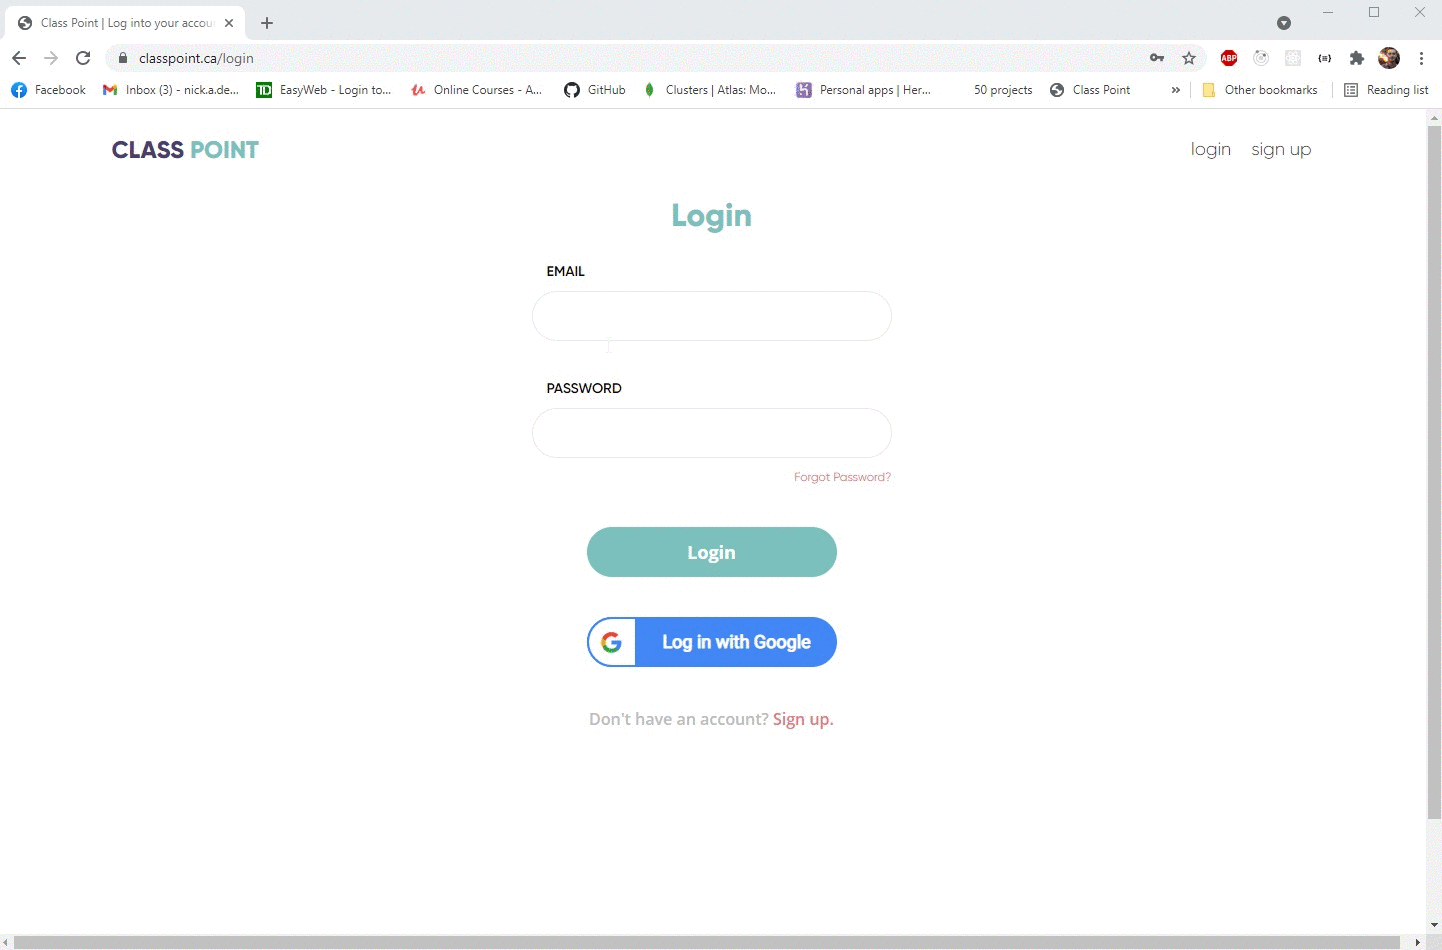 Class Point | Log into your accou
classpoint.ca/login
ABP
Facebook
Inbox (3) - nick.a.de...
TD
EasyWeb - Login to...
Online Courses - A...
GitHub
Clusters | Atlas: Mo...
Personal apps | Her...
50 projects
Class Point
»
Other bookmarks
Reading list
CLASS POINT
login
sign up
Login
EMAIL
PASSWORD
Forgot Password?
Login
G
Log in with Google
Don't have an account? Sign up.